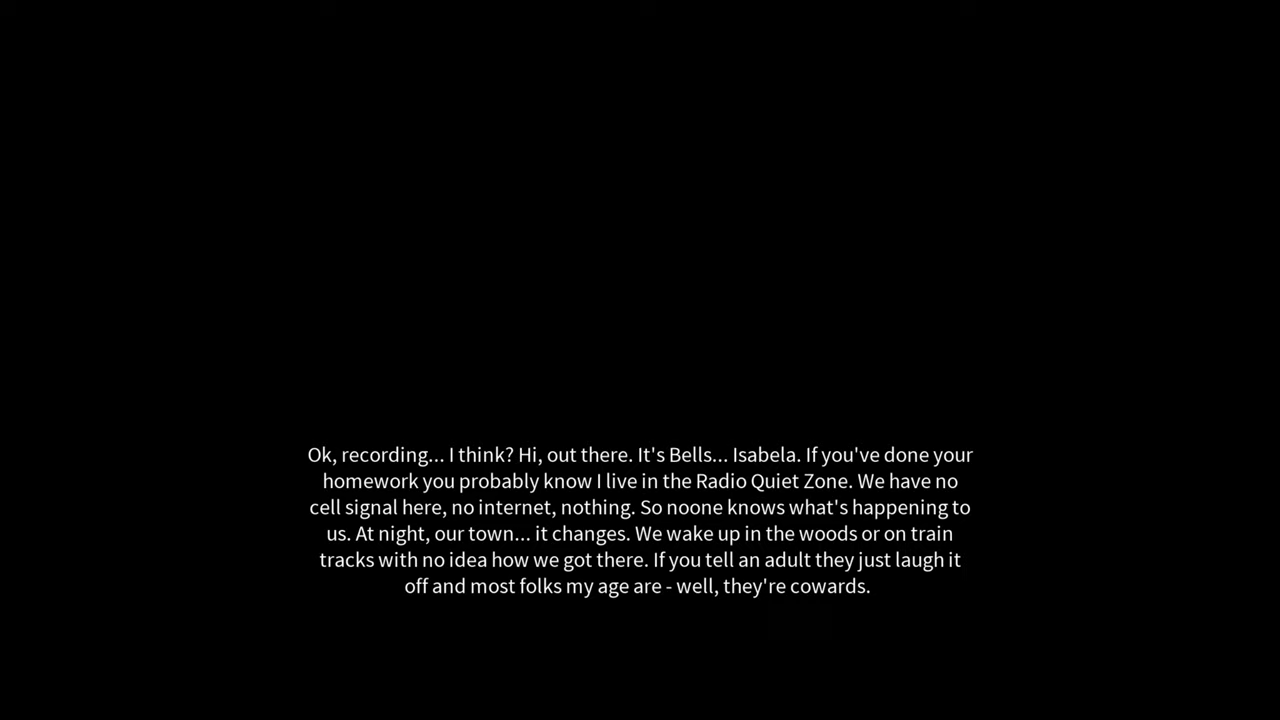 Ok, recording... I think? Hi, out there. It's Bells... Isabela. If you've done your
homework you probably know I live in the Radio Quiet Zone. We have no
cell signal here, no internet, nothing. So noone knows what's happening to
us. At night, our town... it changes. We wake up in the woods or on train
tracks with no idea how we got there. If you tell an adult they just laugh it
off and most folks my age are - well, they're cowards.